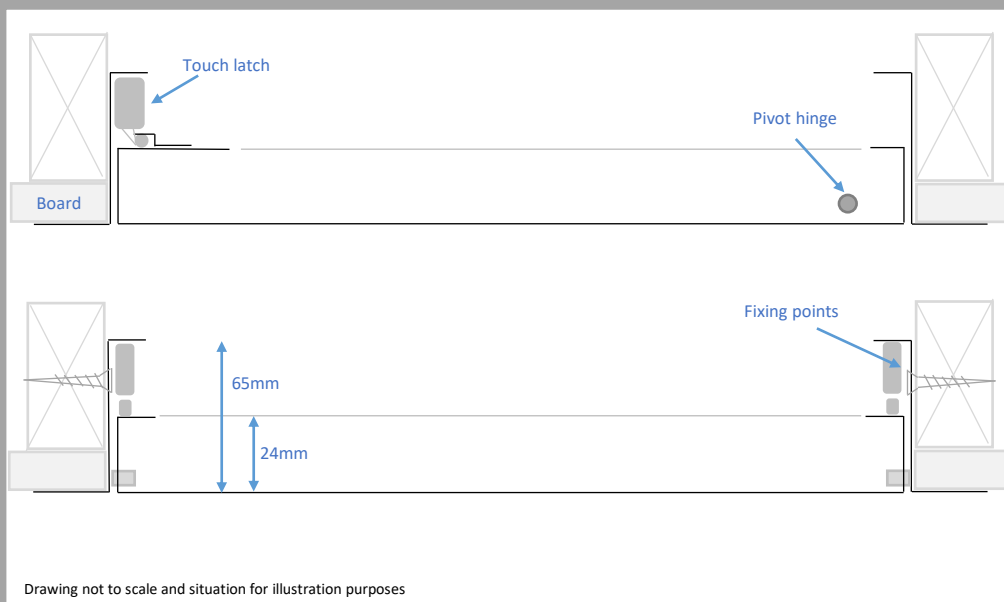 Touch latch
Pivot hinge
Board
Fixing points
65mm
24mm
Drawing not to scale and situation for illustration purposes